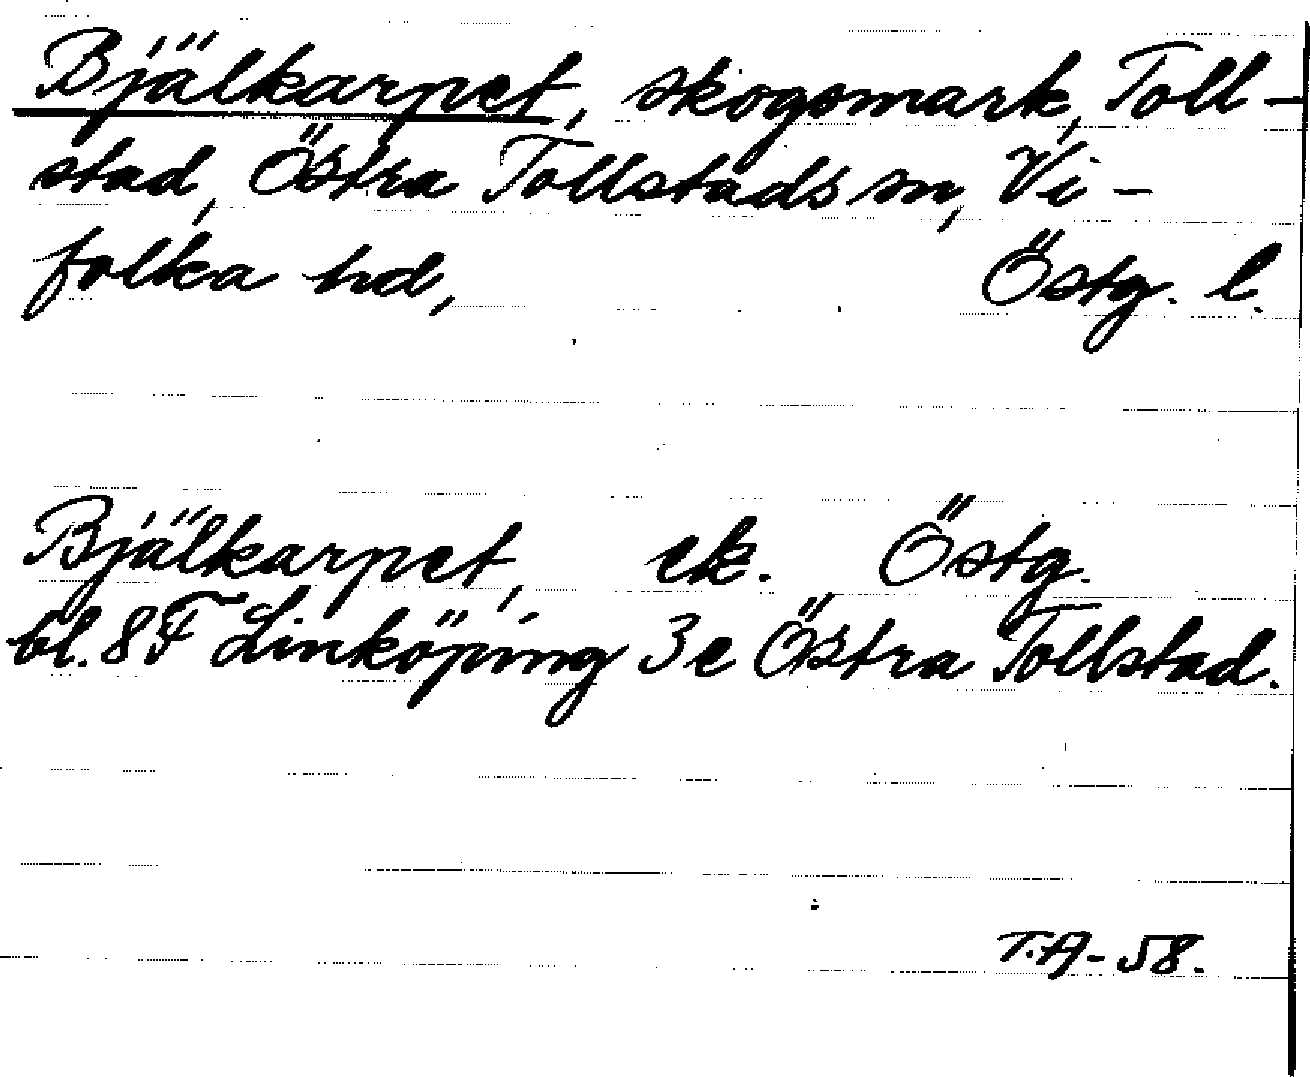 Bjälkarpet, skogsmark, Toll-
stad, Östra Tollstads sn, Vi-
folka hd, Östg. l.
Bjälkarpet, ek. Östg.
bl. 8F Linköping 3e Östra Tollstad.
T.A-58.